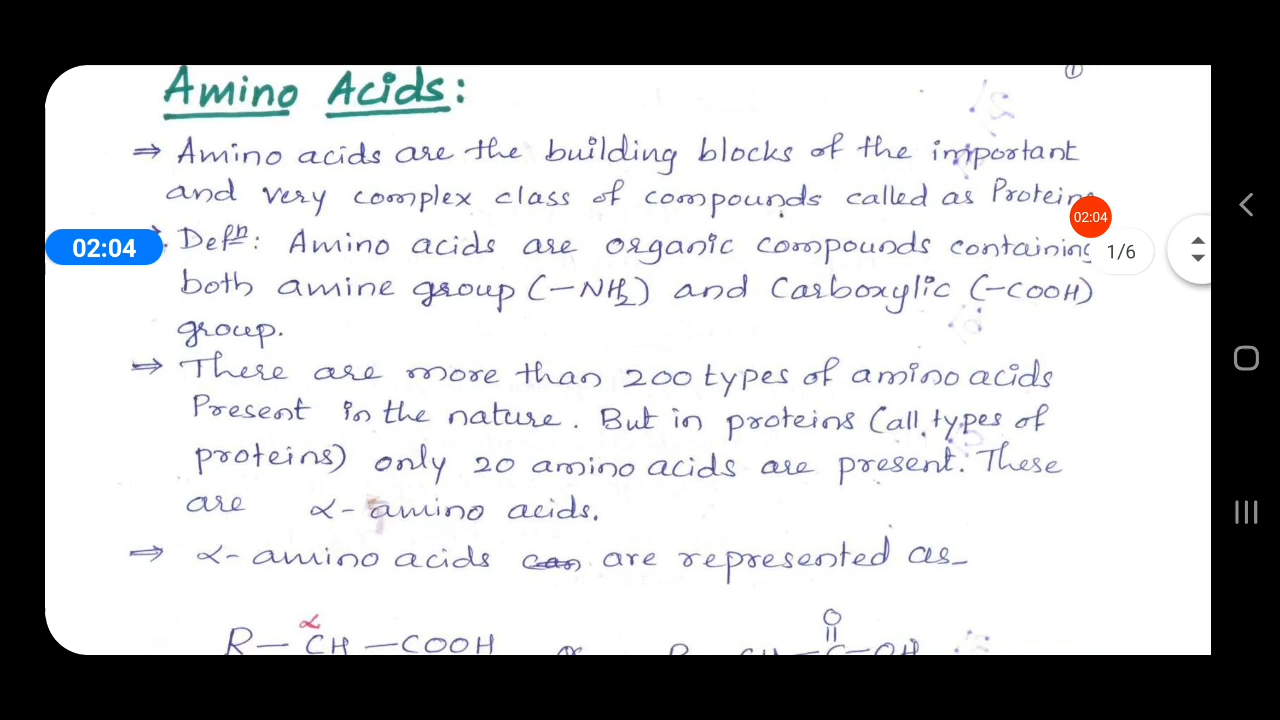 ①
Amino Acids:
⇒ Amino acids are the building blocks of the important
and very complex class of compounds called as Proteins
02:04
02:04
Defⁿ: Amino acids are organic compounds containing
1/6
both amine group (-NH₂) and Carboxylic (-COOH)
group.
⇒ There are more than 200 types of amino acids
Present in the nature. But in proteins (all types of
proteins) only 20 amino acids are present. These
are α-amino acids.
⇒ α-amino acids are represented as-
α
O
R-CH-COOH or R CH-C-OH